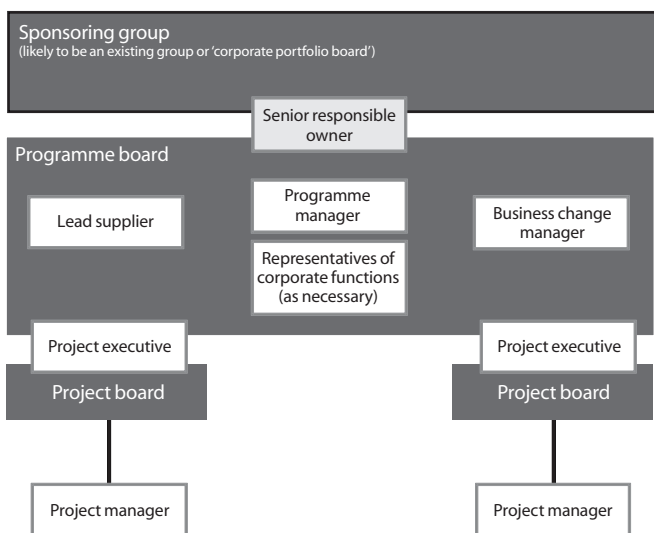 Sponsoring group
(likely to be an existing group or ‘corporate portfolio board’)
Senior responsible
owner
Programme board
Lead supplier
Programme
manager
Business change
manager
Representatives of
corporate functions
(as necessary)
Project executive
Project executive
Project board
Project board
Project manager
Project manager